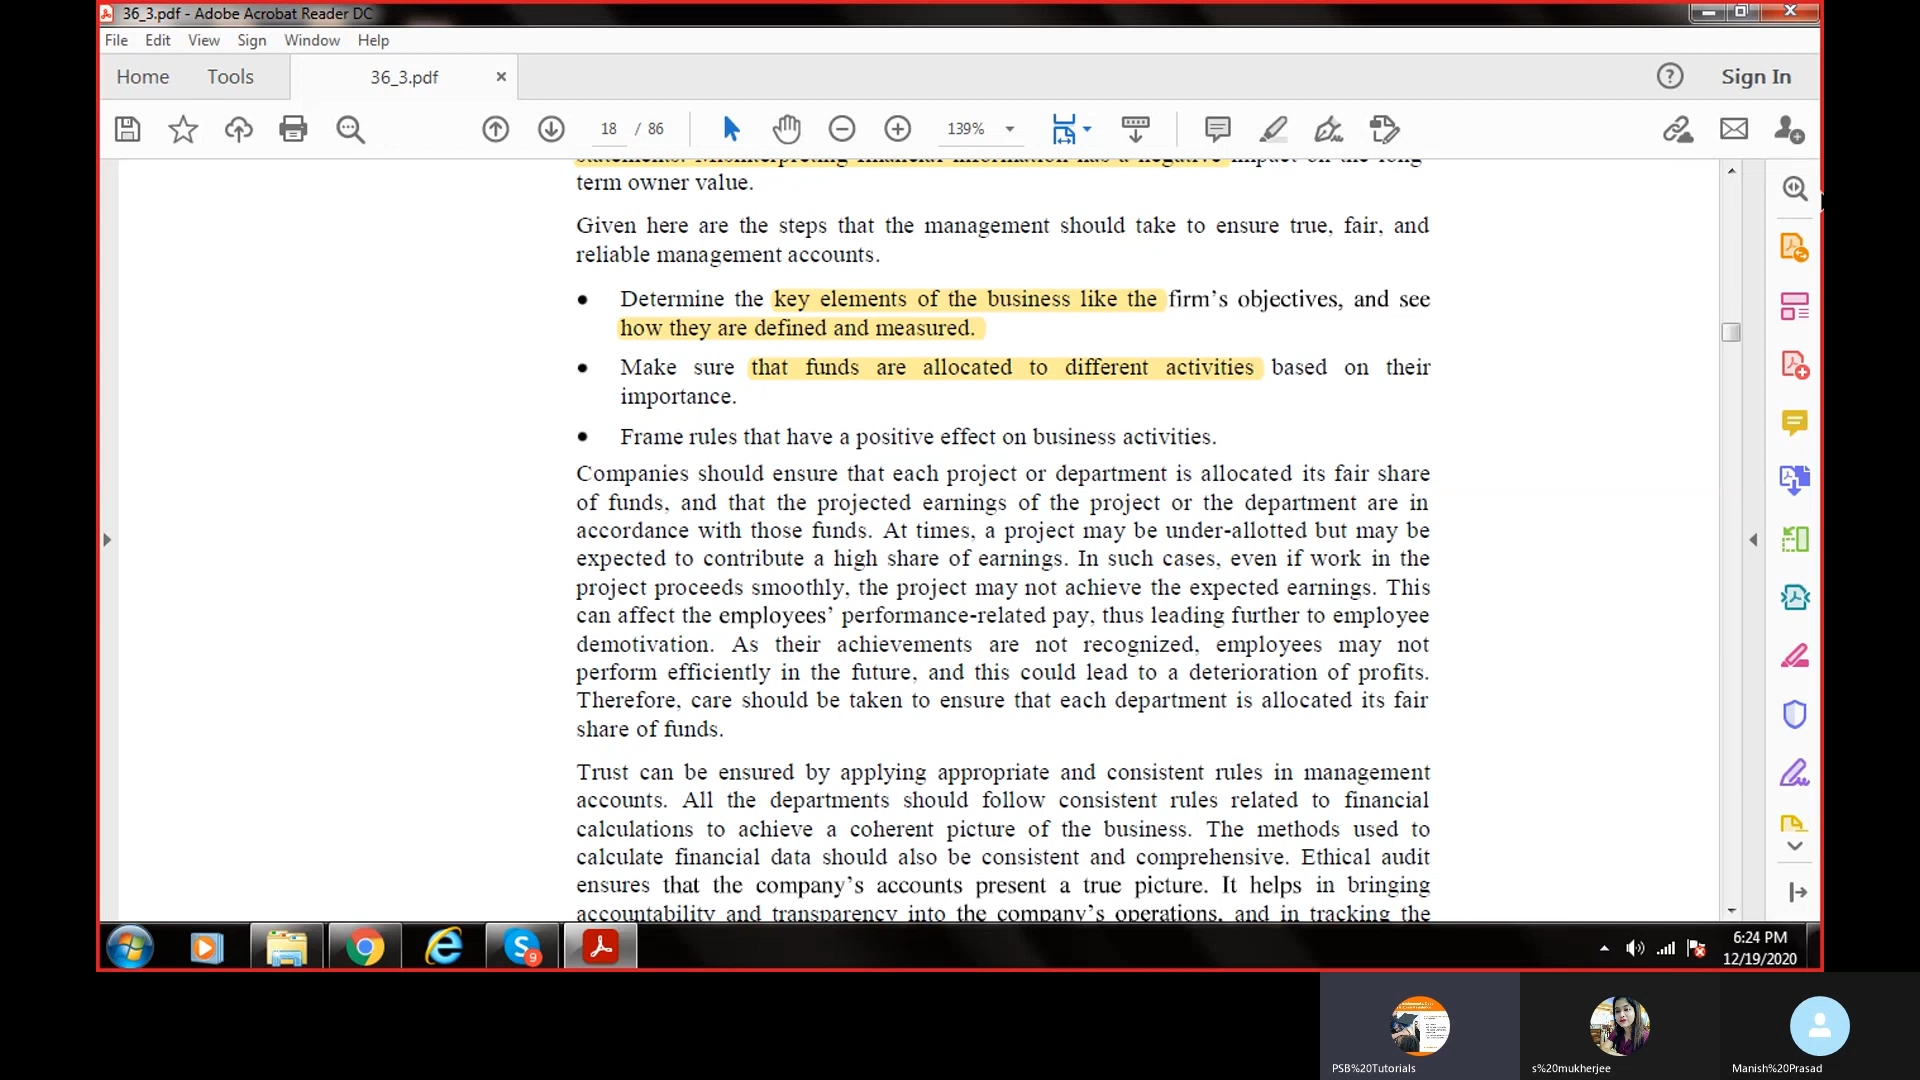 36_3.pdf - Adobe Acrobat Reader DC
File Edit View Sign Window Help
Home Tools 36_3.pdf Sign In
18 / 86 139%
statements. Misinterpreting financial information has a negative impact on the long-
term owner value.
Given here are the steps that the management should take to ensure true, fair, and
reliable management accounts.
• Determine the key elements of the business like the firm's objectives, and see
how they are defined and measured.
• Make sure that funds are allocated to different activities based on their
importance.
• Frame rules that have a positive effect on business activities.
Companies should ensure that each project or department is allocated its fair share
of funds, and that the projected earnings of the project or the department are in
accordance with those funds. At times, a project may be under-allotted but may be
expected to contribute a high share of earnings. In such cases, even if work in the
project proceeds smoothly, the project may not achieve the expected earnings. This
can affect the employees' performance-related pay, thus leading further to employee
demotivation. As their achievements are not recognized, employees may not
perform efficiently in the future, and this could lead to a deterioration of profits.
Therefore, care should be taken to ensure that each department is allocated its fair
share of funds.
Trust can be ensured by applying appropriate and consistent rules in management
accounts. All the departments should follow consistent rules related to financial
calculations to achieve a coherent picture of the business. The methods used to
calculate financial data should also be consistent and comprehensive. Ethical audit
ensures that the company's accounts present a true picture. It helps in bringing
accountability and transparency into the company's operations, and in tracking the
9
6:24 PM
12/19/2020
PSB%20Tutorials s%20mukherjee Manish%20Prasad